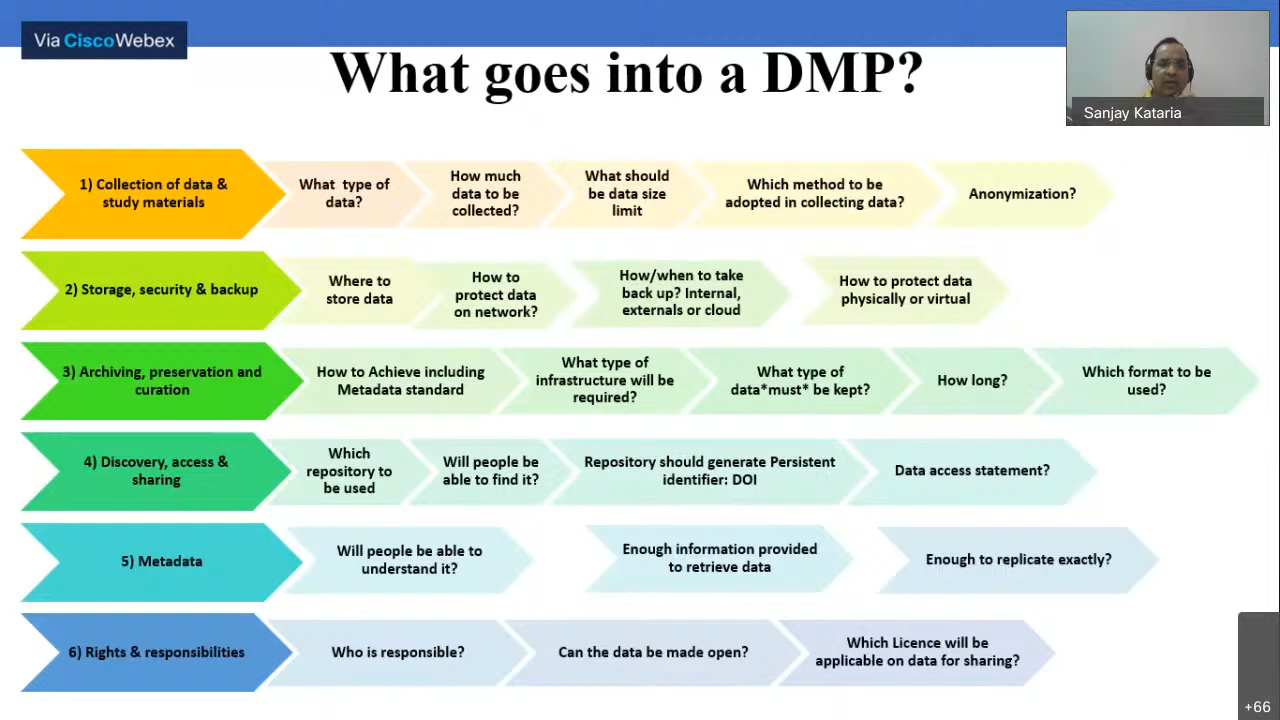 Via CiscoWebex
What goes into a DMP?
Sanjay Kataria
1) Collection of data &
study materials
What type of
data?
How much
data to be
collected?
What should
be data size
limit
Which method to be
adopted in collecting data?
Anonymization?
2) Storage, security & backup
Where to
store data
How to
protect data
on network?
How/when to take
back up? Internal,
externals or cloud
How to protect data
physically or virtual
3) Archiving, preservation and
curation
How to Achieve including
Metadata standard
What type of
infrastructure will be
required?
What type of
data*must* be kept?
How long?
Which format to be
used?
4) Discovery, access &
sharing
Which
repository to
be used
Will people be
able to find it?
Repository should generate Persistent
identifier: DOI
Data access statement?
5) Metadata
Will people be able to
understand it?
Enough information provided
to retrieve data
Enough to replicate exactly?
6) Rights & responsibilities
Who is responsible?
Can the data be made open?
Which Licence will be
applicable on data for sharing?
+66